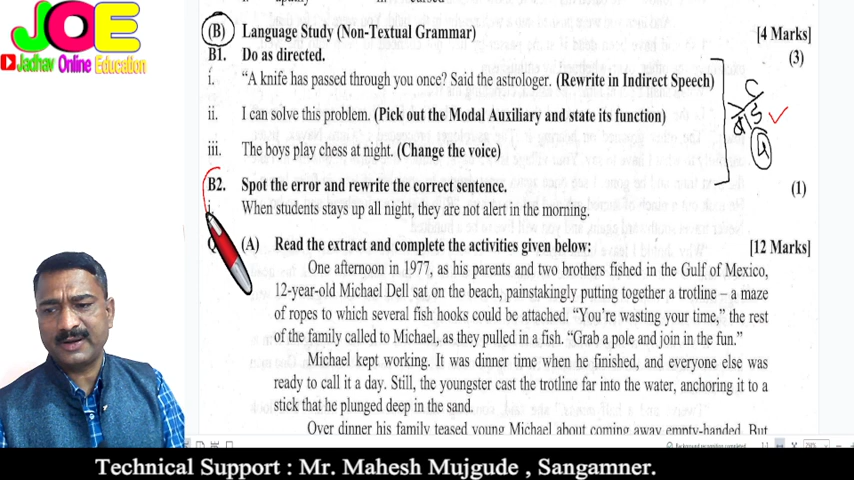 JOE
Jadhav Online Education
(B) Language Study (Non-Textual Grammar) [4 Marks]
B1. Do as directed. (3)
i. “A knife has passed through you once? Said the astrologer. (Rewrite in Indirect Speech)
ii. I can solve this problem. (Pick out the Modal Auxiliary and state its function)
iii. The boys play chess at night. (Change the voice)
4
B2. Spot the error and rewrite the correct sentence. (1)
i. When students stays up all night, they are not alert in the morning.
(A) Read the extract and complete the activities given below: [12 Marks]
One afternoon in 1977, as his parents and two brothers fished in the Gulf of Mexico,
12-year-old Michael Dell sat on the beach, painstakingly putting together a trotline – a maze
of ropes to which several fish hooks could be attached. “You're wasting your time,” the rest
of the family called to Michael, as they pulled in a fish. “Grab a pole and join in the fun.”
Michael kept working. It was dinner time when he finished, and everyone else was
ready to call it a day. Still, the youngster cast the trotline far into the water, anchoring it to a
stick that he plunged deep in the sand.
Over dinner his family teased young Michael about coming away empty-handed. But
Technical Support : Mr. Mahesh Mujgude , Sangamner.